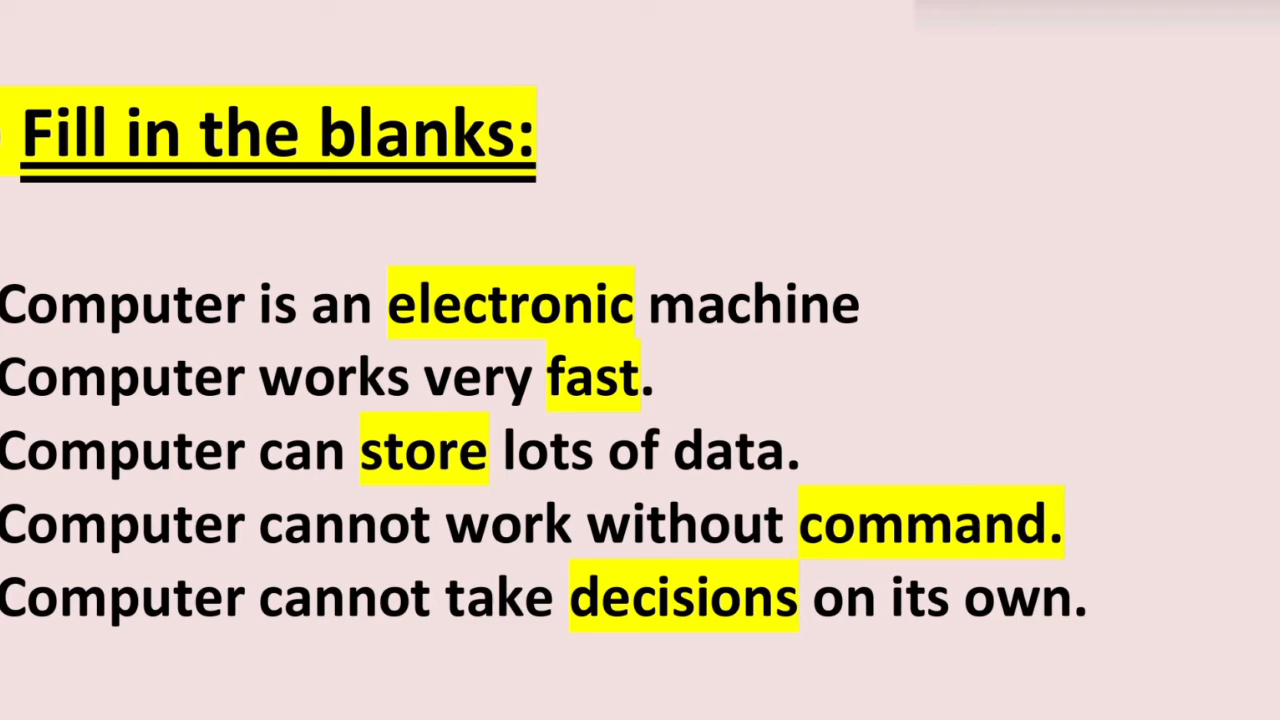 Fill in the blanks:
Computer is an electronic machine
Computer works very fast.
Computer can store lots of data.
Computer cannot work without command.
Computer cannot take decisions on its own.